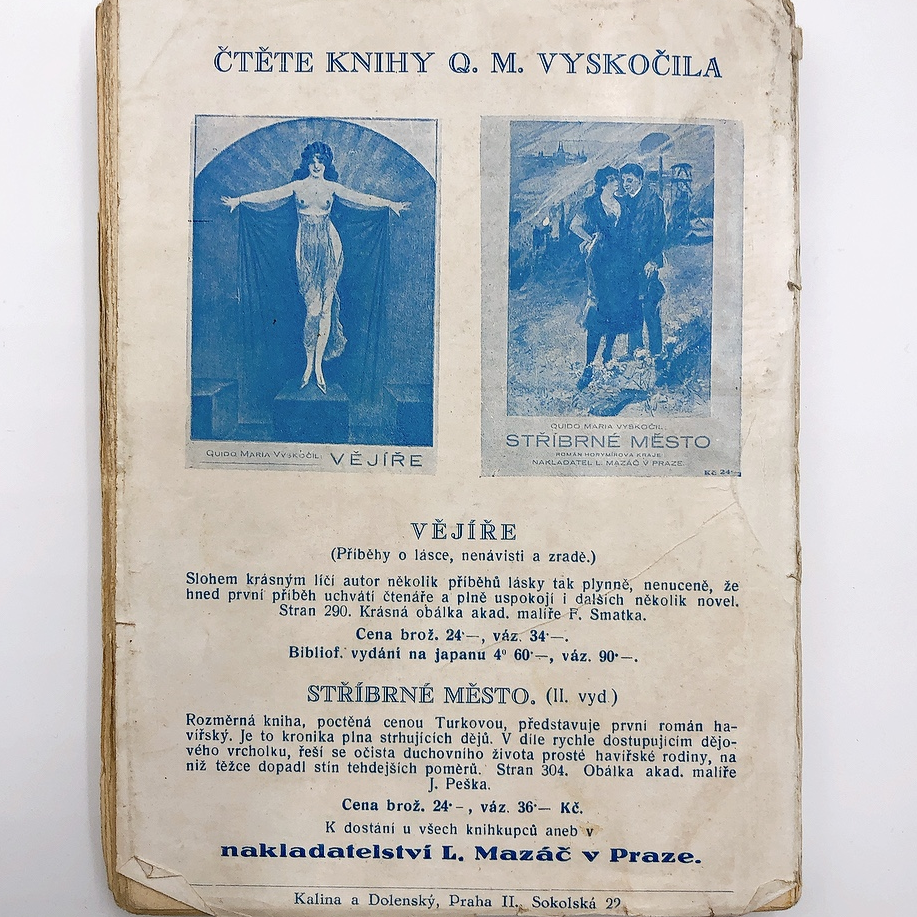 ČTĚTE KNIHY Q. M. VYSKOČILA
QUIDO MARIA VYSKOČIL: VĚJÍŘE
QUIDO MARIA VYSKOČIL:
STŘÍBRNÉ MĚSTO
ROMÁN HORYMÍROVA KRAJE
NAKLADATEL L. MAZÁČ V PRAZE.
Kč 24·—
VĚJÍŘE
(Příběhy o lásce, nenávisti a zradě.)
Slohem krásným líčí autor několik příběhů lásky tak plynně, nenuceně, že
hned první příběh uchvátí čtenáře a plně uspokojí i dalších několik novel.
Stran 290. Krásná obálka akad. malíře F. Smatka.
Cena brož. 24·—, váz. 34·—.
Bibliof. vydání na japanu 4° 60·—, váz. 90·—.
STŘÍBRNÉ MĚSTO. (II. vyd.)
Rozměrná kniha, poctěná cenou Turkovou, představuje první román ha-
vířský. Je to kronika plna strhujících dějů. V díle rychle dostupujícím dějo-
vého vrcholku, řeší se očista duchovního života prosté havířské rodiny, na
niž těžce dopadl stín tehdejších poměrů. Stran 304. Obálka akad. malíře
J. Peška.
Cena brož. 24·—, váz. 36·— Kč.
K dostání u všech knihkupců aneb v
nakladatelství L. Mazáč v Praze.
Kalina a Dolenský, Praha II. Sokolská 22